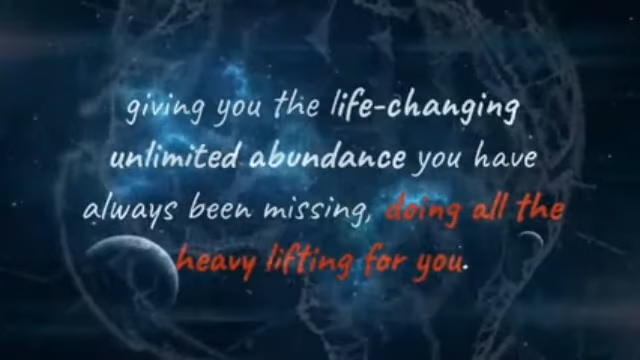 giving you the life-changing
unlimited abundance you have
always been missing, doing all the
heavy lifting for you.